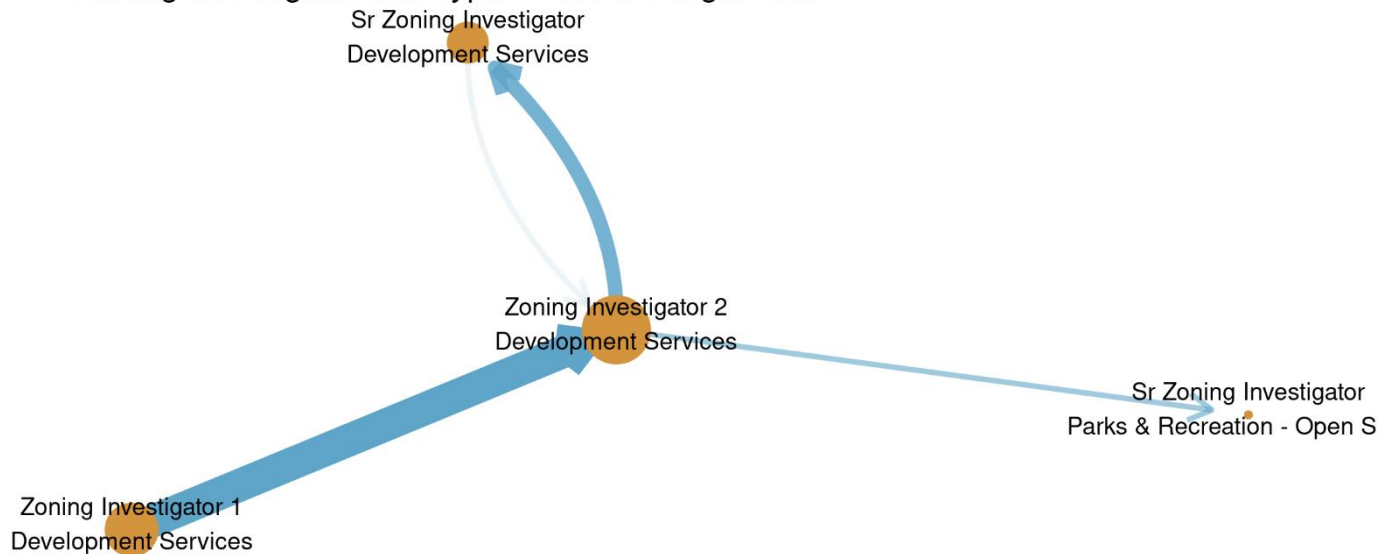 Sr Zoning Investigator
Development Services
Zoning Investigator 2
Development Services
Sr Zoning Investigator
Parks & Recreation - Open S
Zoning Investigator 1
Development Services